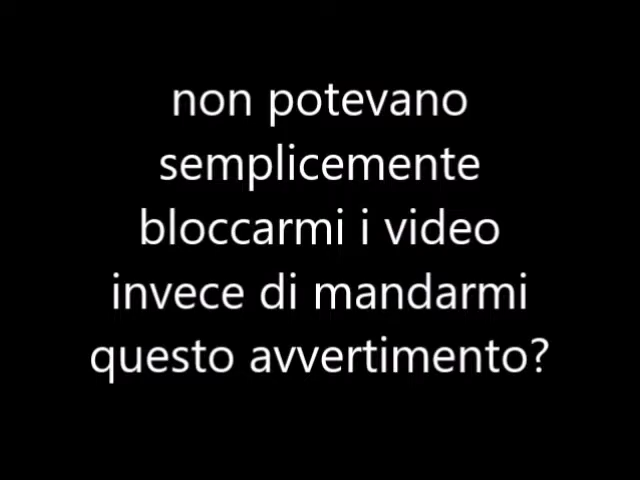 non potevano
semplicemente
bloccarmi i video
invece di mandarmi
questo avvertimento?